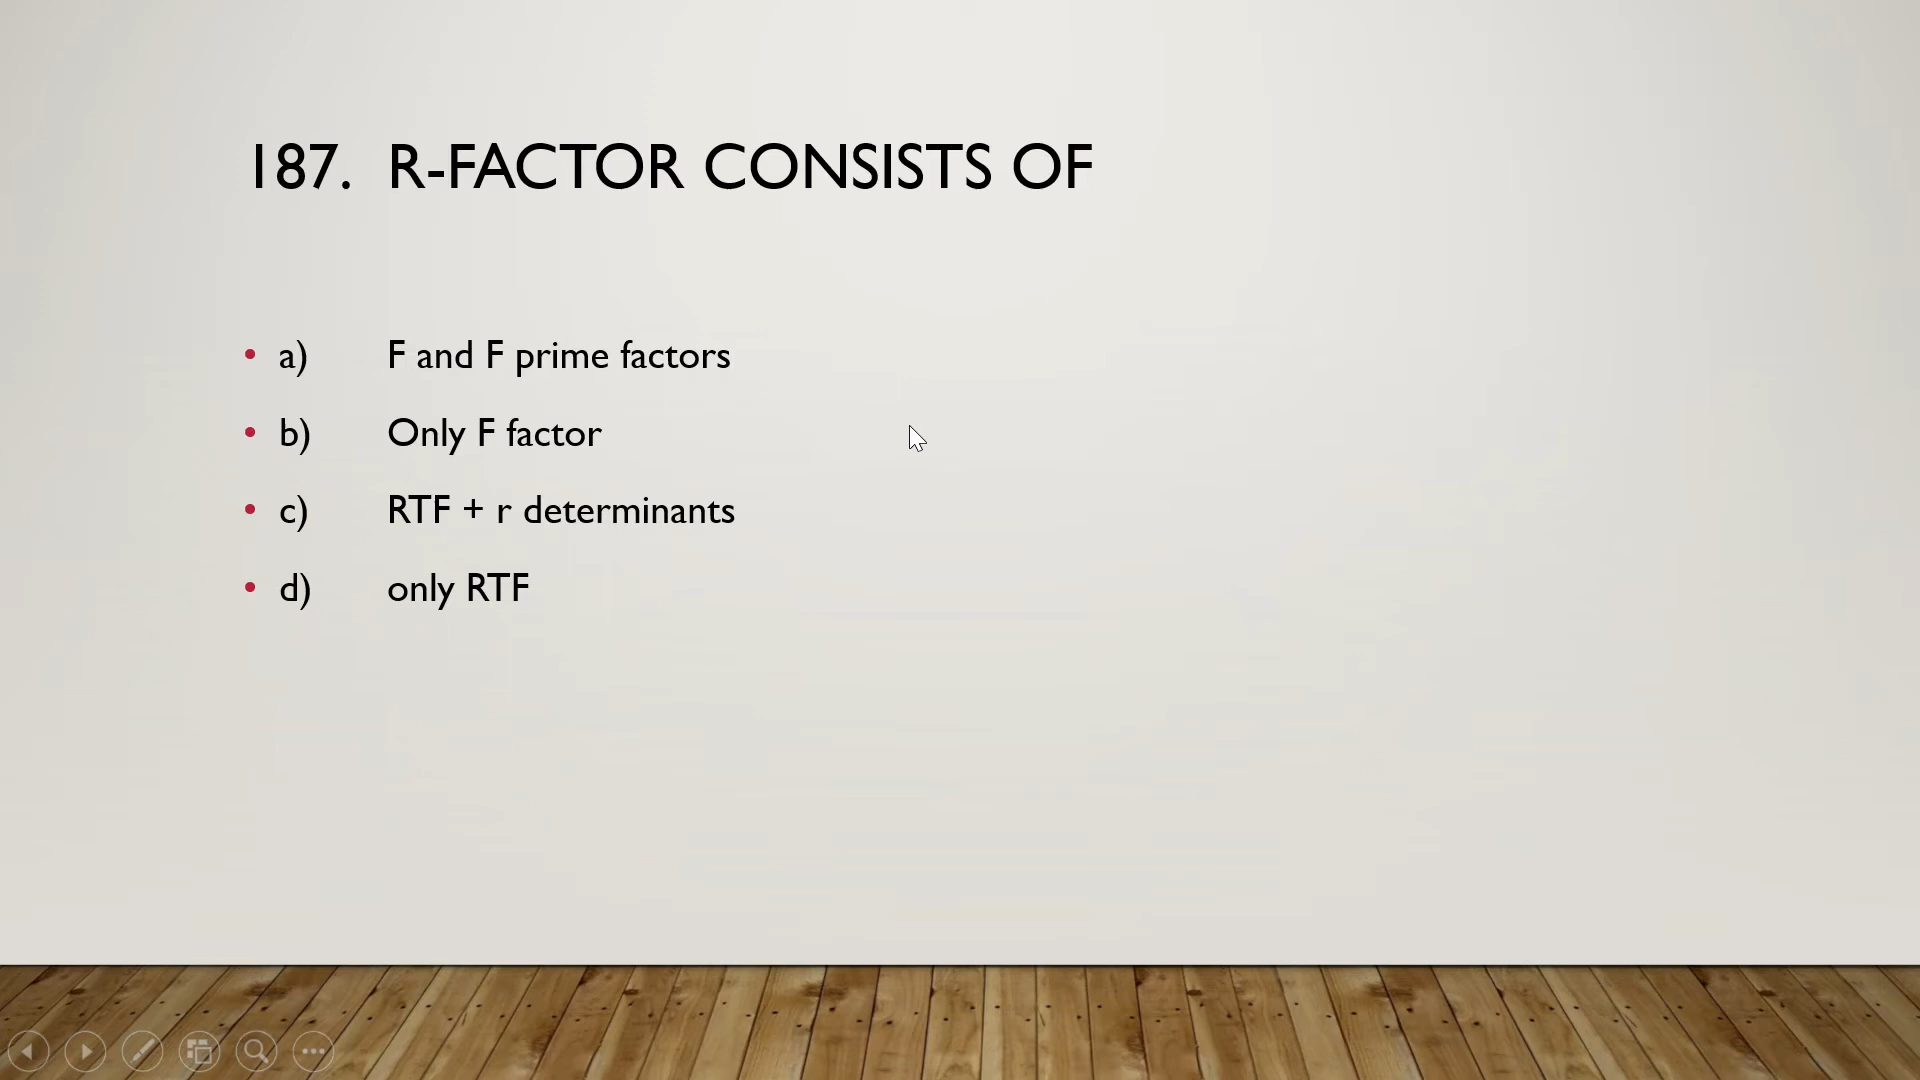 187. R-FACTOR CONSISTS OF
• a) F and F prime factors
• b) Only F factor
• c) RTF + r determinants
• d) only RTF